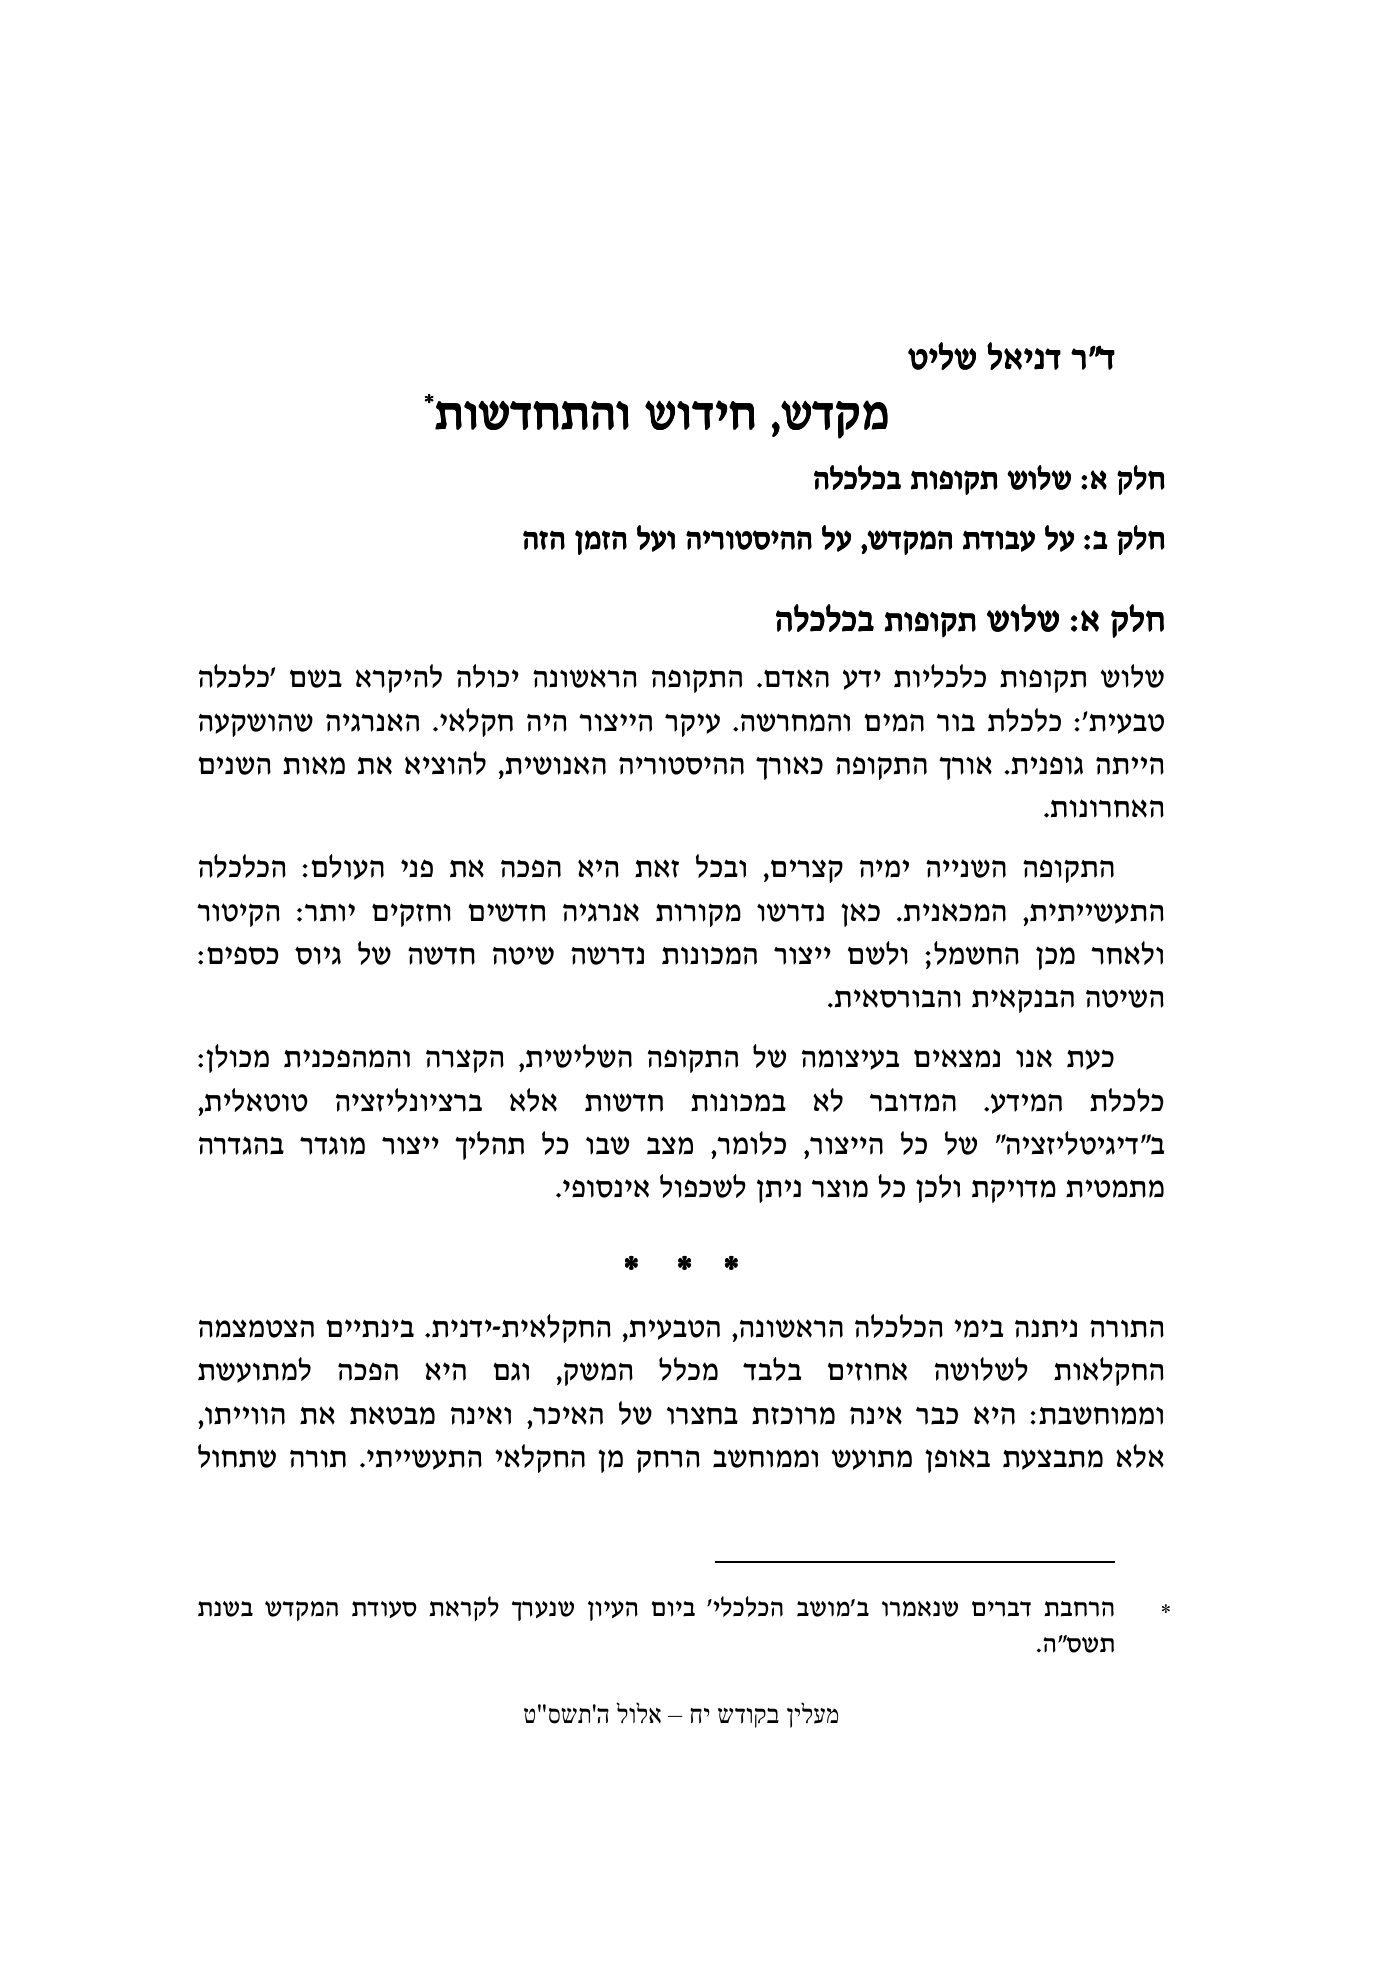 ד"ר דניאל שליט
מקדש, חידוש והתחדשות*
חלק א: שלוש תקופות בכלכלה
חלק ב: על עבודת המקדש, על ההיסטוריה ועל הזמן הזה
חלק א: שלוש תקופות בכלכלה
שלוש תקופות כלכליות ידע האדם. התקופה הראשונה יכולה להיקרא בשם 'כלכלה
טבעית': כלכלת בור המים והמחרשה. עיקר הייצור היה חקלאי. האנרגיה שהושקעה
הייתה גופנית. אורך התקופה כאורך ההיסטוריה האנושית, להוציא את מאות השנים
האחרונות.
התקופה השנייה ימיה קצרים, ובכל זאת היא הפכה את פני העולם: הכלכלה
התעשייתית, המכאנית. כאן נדרשו מקורות אנרגיה חדשים וחזקים יותר: הקיטור
ולאחר מכן החשמל; ולשם ייצור המכונות נדרשה שיטה חדשה של גיוס כספים:
השיטה הבנקאית והבורסאית.
כעת אנו נמצאים בעיצומה של התקופה השלישית, הקצרה והמהפכנית מכולן:
כלכלת המידע. המדובר לא במכונות חדשות אלא ברציונליזציה טוטאלית,
ב"דיגיטליזציה" של כל הייצור, כלומר, מצב שבו כל תהליך ייצור מוגדר בהגדרה
מתמטית מדויקת ולכן כל מוצר ניתן לשכפול אינסופי.
* * *
התורה ניתנה בימי הכלכלה הראשונה, הטבעית, החקלאית-ידנית. בינתיים הצטמצמה
החקלאות לשלושה אחוזים בלבד מכלל המשק, וגם היא הפכה למתועשת
וממוחשבת: היא כבר אינה מרוכזת בחצרו של האיכר, ואינה מבטאת את הווייתו,
אלא מתבצעת באופן מתועש וממוחשב הרחק מן החקלאי התעשייתי. תורה שתחול
* הרחבת דברים שנאמרו ב'מושב הכלכלי' ביום העיון שנערך לקראת סעודת המקדש בשנת
תשס"ה.
מעלין בקודש יח – אלול ה'תשס"ט